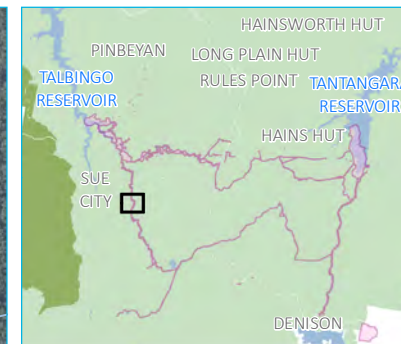 HAINSWORTH HUT
PINBEYAN
LONG PLAIN HUT
TALBINGO
RESERVOIR
RULES POINT
TANTANGARA
RESERVOIR
HAINS HUT
SUE
CITY
DENISON